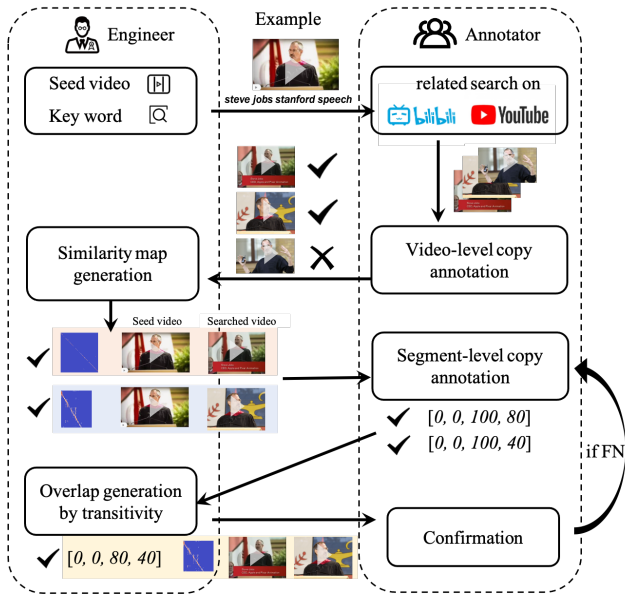 Engineer
Example
Annotator
Seed video
Key word
steve jobs stanford speech
related search on
bilibili
YouTube
Similarity map
generation
Video-level copy
annotation
Seed video
Searched video
Segment-level copy
annotation
[0, 0, 100, 80]
[0, 0, 100, 40]
if FN
Overlap generation
by transitivity
Confirmation
[0, 0, 80, 40]